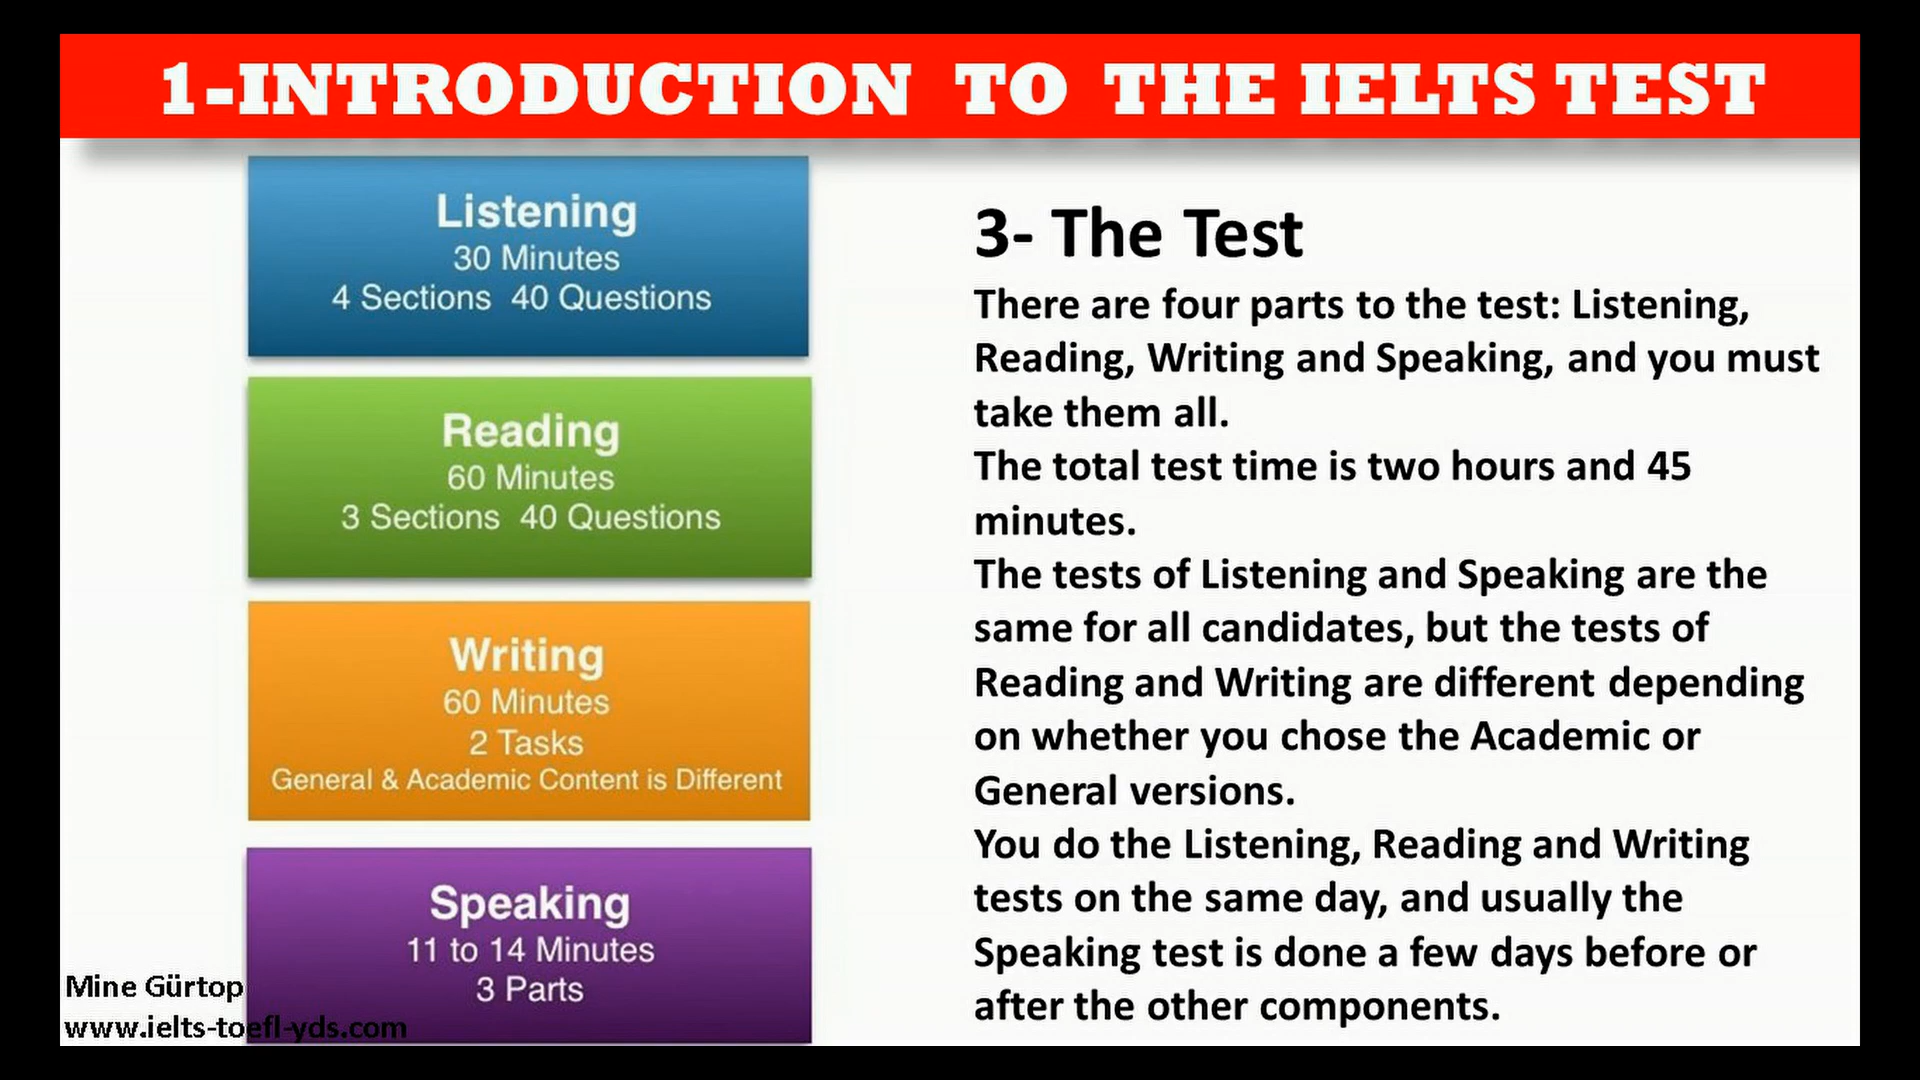 1-INTRODUCTION TO THE IELTS TEST
Listening
30 Minutes
4 Sections 40 Questions
Reading
60 Minutes
3 Sections 40 Questions
Writing
60 Minutes
2 Tasks
General & Academic Content is Different
Speaking
11 to 14 Minutes
3 Parts
Mine Gürtop
www.ielts-toefl-yds.com
3- The Test
There are four parts to the test: Listening,
Reading, Writing and Speaking, and you must
take them all.
The total test time is two hours and 45
minutes.
The tests of Listening and Speaking are the
same for all candidates, but the tests of
Reading and Writing are different depending
on whether you chose the Academic or
General versions.
You do the Listening, Reading and Writing
tests on the same day, and usually the
Speaking test is done a few days before or
after the other components.